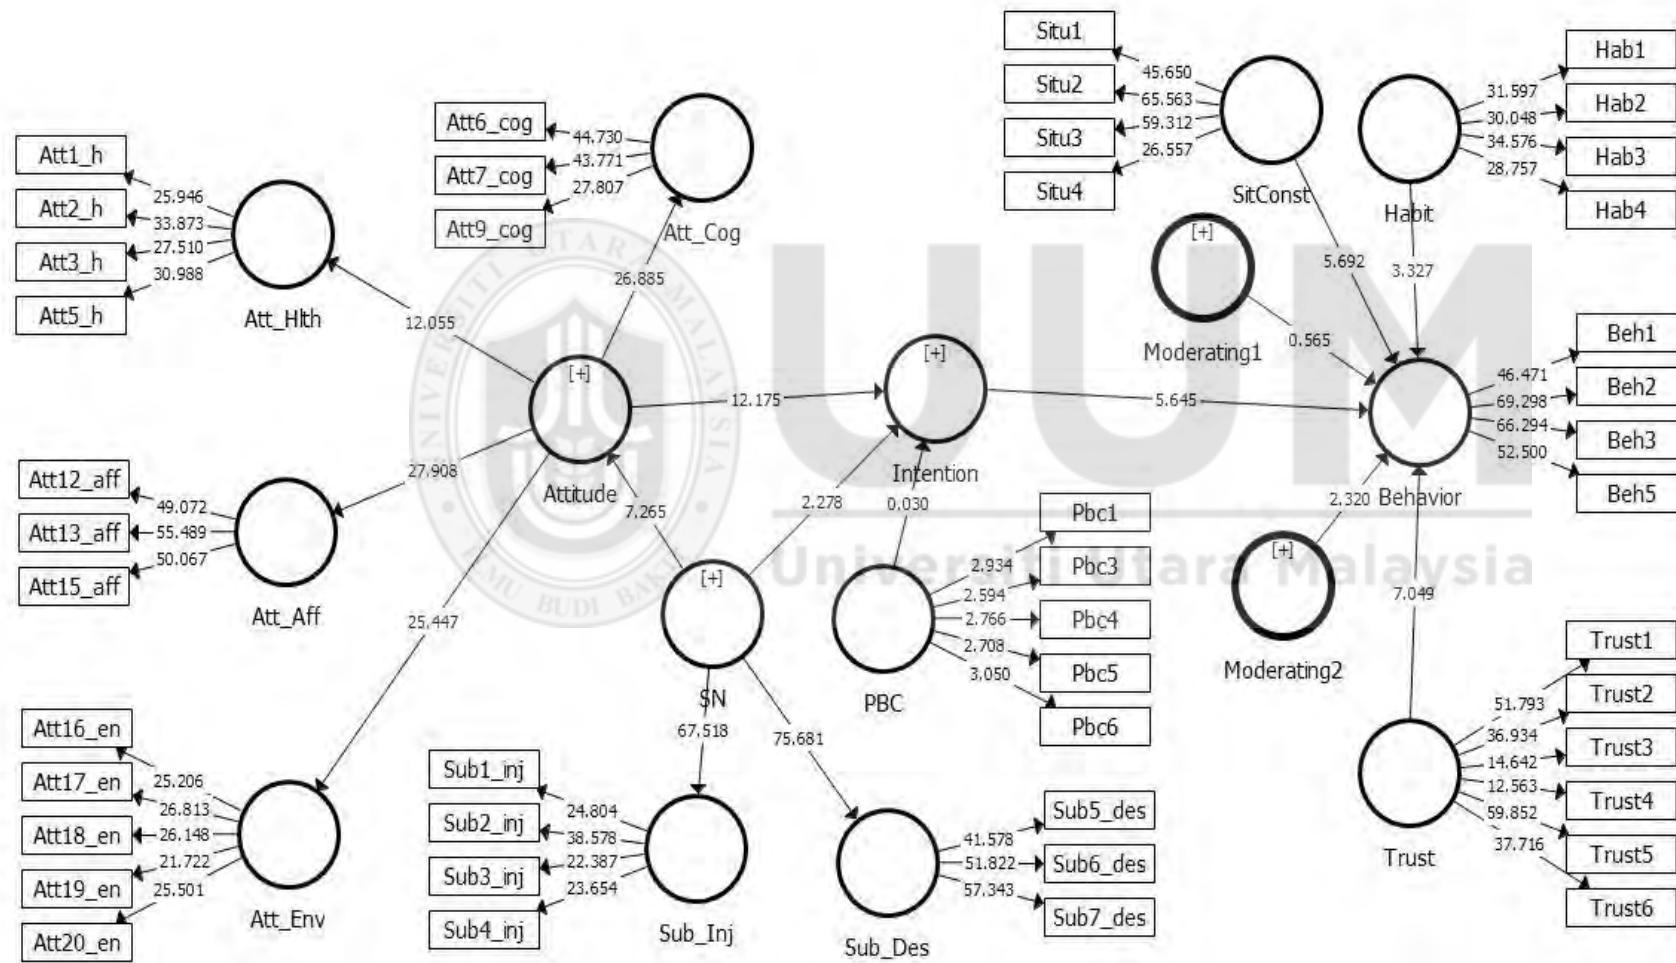 Situ1
Situ2
Situ3
Situ4
45.650
65.563
59.312
26.557
SitConst
Hab1
Hab2
Hab3
Hab4
31.597
30.048
34.576
28.757
Habit
Att6_cog
Att7_cog
Att9_cog
44.730
43.771
27.807
Att_Cog
Att1_h
Att2_h
Att3_h
Att5_h
25.946
33.873
27.510
30.988
Att_Hlth
12.055
26.885
[+]
Attitude
12.175
[+]
Intention
5.645
[+]
Moderating1
0.565
5.692
3.327
Behavior
46.471
69.298
66.294
52.500
Beh1
Beh2
Beh3
Beh5
Att12_aff
Att13_aff
Att15_aff
49.072
55.489
50.067
Att_Aff
27.908
25.447
7.265
2.278
0.030
[+]
SN
67.518
75.681
PBC
2.934
2.594
2.766
2.708
3.050
Pbc1
Pbc3
Pbc4
Pbc5
Pbc6
2.320
[+]
Moderating2
7.049
Trust
51.793
36.934
14.642
12.563
59.852
37.716
Trust1
Trust2
Trust3
Trust4
Trust5
Trust6
Att16_en
Att17_en
Att18_en
Att19_en
Att20_en
25.206
26.813
26.148
21.722
25.501
Att_Env
Sub1_inj
Sub2_inj
Sub3_inj
Sub4_inj
24.804
38.578
22.387
23.654
Sub_Inj
Sub_Des
41.578
51.822
57.343
Sub5_des
Sub6_des
Sub7_des
UUM
Universiti Utara Malaysia
UNIVERSITI UTARA MALAYSIA
ILMU BUDI BAKTI